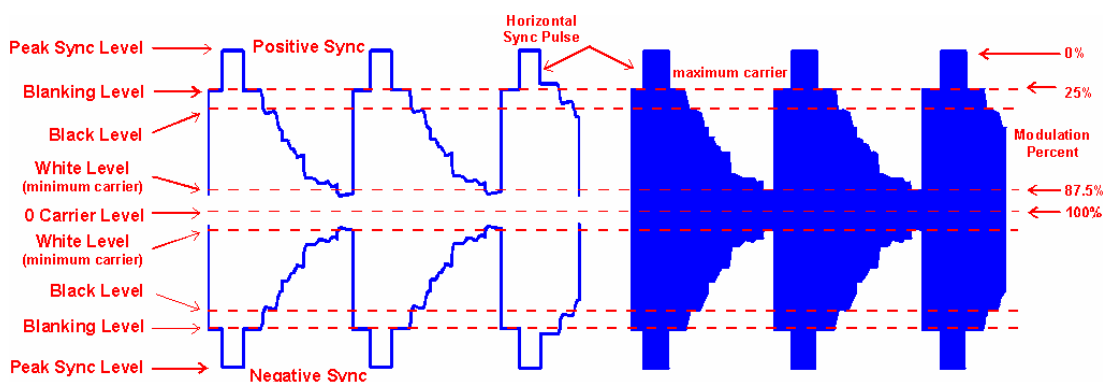 Peak Sync Level
Positive Sync
Horizontal
Sync Pulse
0%
maximum carrier
Blanking Level
25%
Black Level
Modulation
Percent
White Level
(minimum carrier)
87.5%
0 Carrier Level
100%
White Level
(minimum carrier)
Black Level
Blanking Level
Peak Sync Level
Negative Sync